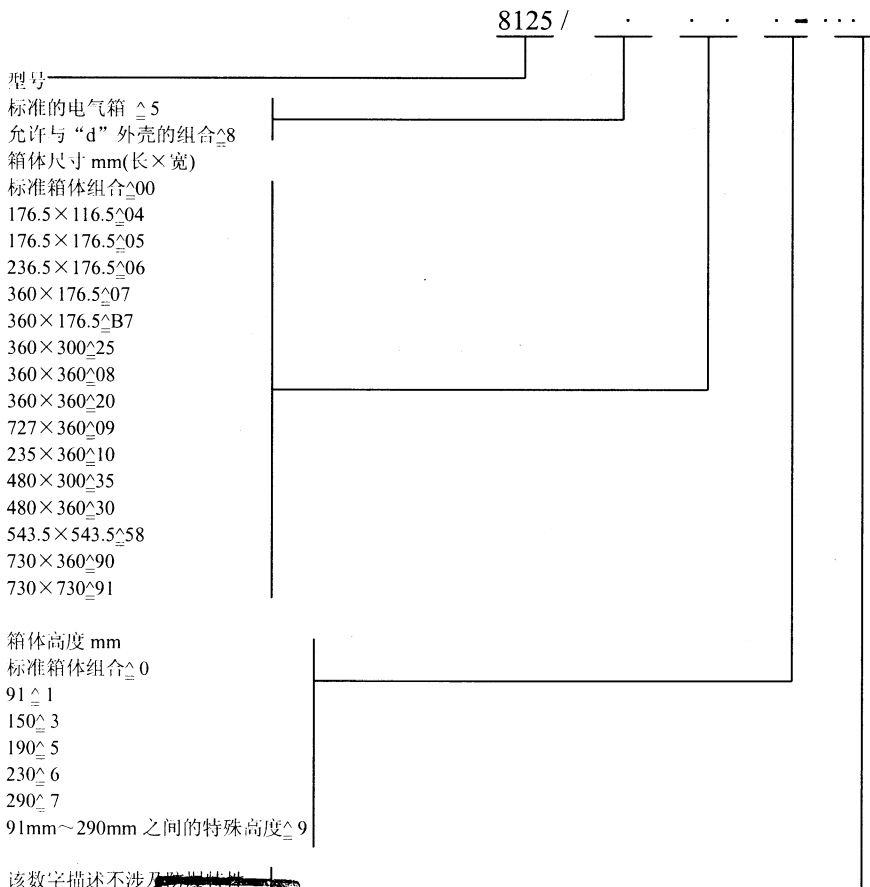 8125 / · · · · - · · ·
型号
标准的电气箱 ≙ 5
允许与“d”外壳的组合≙8
箱体尺寸 mm(长×宽)
标准箱体组合≙00
176.5×116.5≙04
176.5×176.5≙05
236.5×176.5≙06
360×176.5≙07
360×176.5≙B7
360×300≙25
360×360≙08
360×360≙20
727×360≙09
235×360≙10
480×300≙35
480×360≙30
543.5×543.5≙58
730×360≙90
730×730≙91
箱体高度 mm
标准箱体组合≙ 0
91 ≙ 1
150≙ 3
190≙ 5
230≙ 6
290≙ 7
91mm～290mm 之间的特殊高度≙ 9
该数字描述不涉及